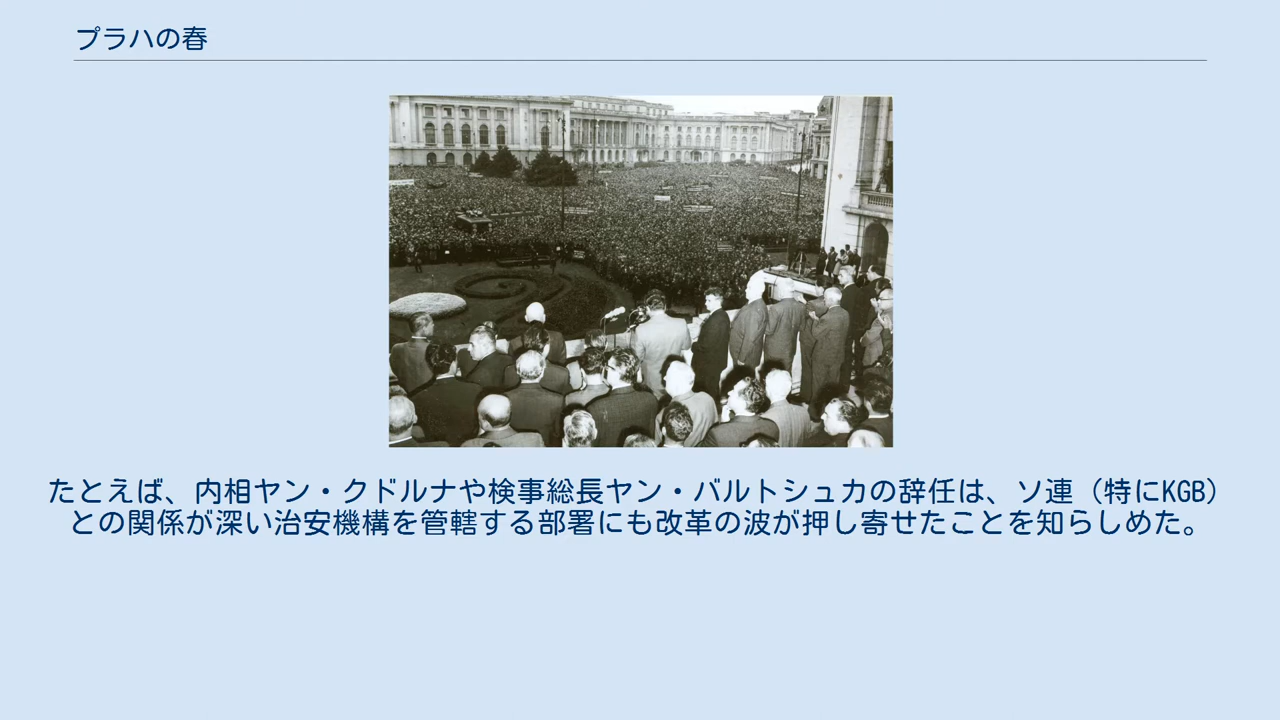 プラハの春
たとえば、内相ヤン・クドルナや検事総長ヤン・バルトシュカの辞任は、ソ連（特にKGB）
との関係が深い治安機構を管轄する部署にも改革の波が押し寄せたことを知らしめた。